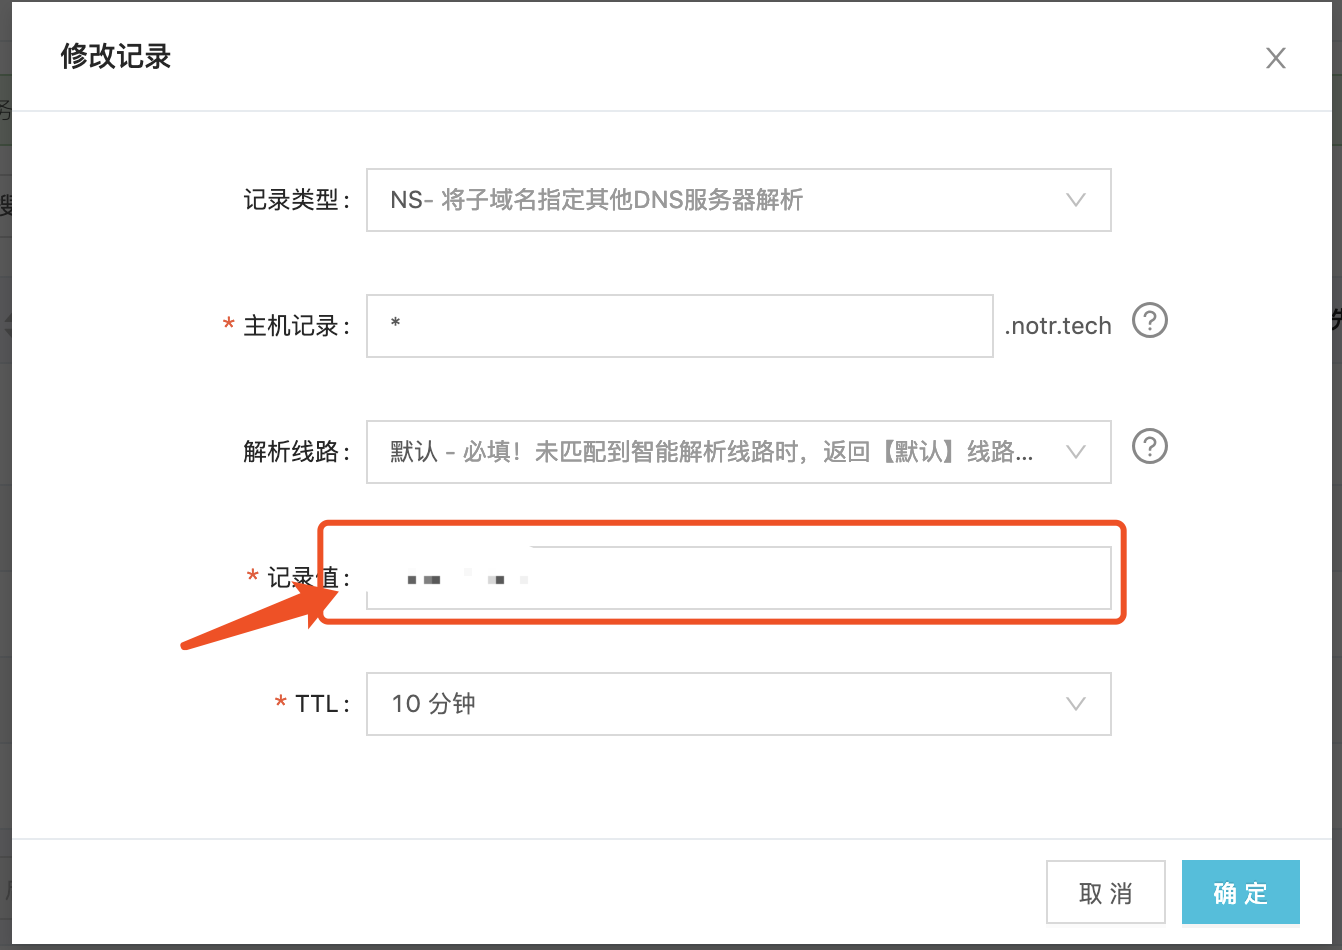 修改记录
记录类型：
NS- 将子域名指定其他DNS服务器解析
* 主机记录：
*
.notr.tech
?
解析线路：
默认 - 必填！未匹配到智能解析线路时，返回【默认】线路...
?
* 记录值：
* TTL：
10 分钟
取 消
确 定